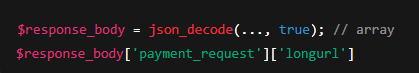 $response_body = json_decode(..., true); // array
$response_body['payment_request']['longurl']